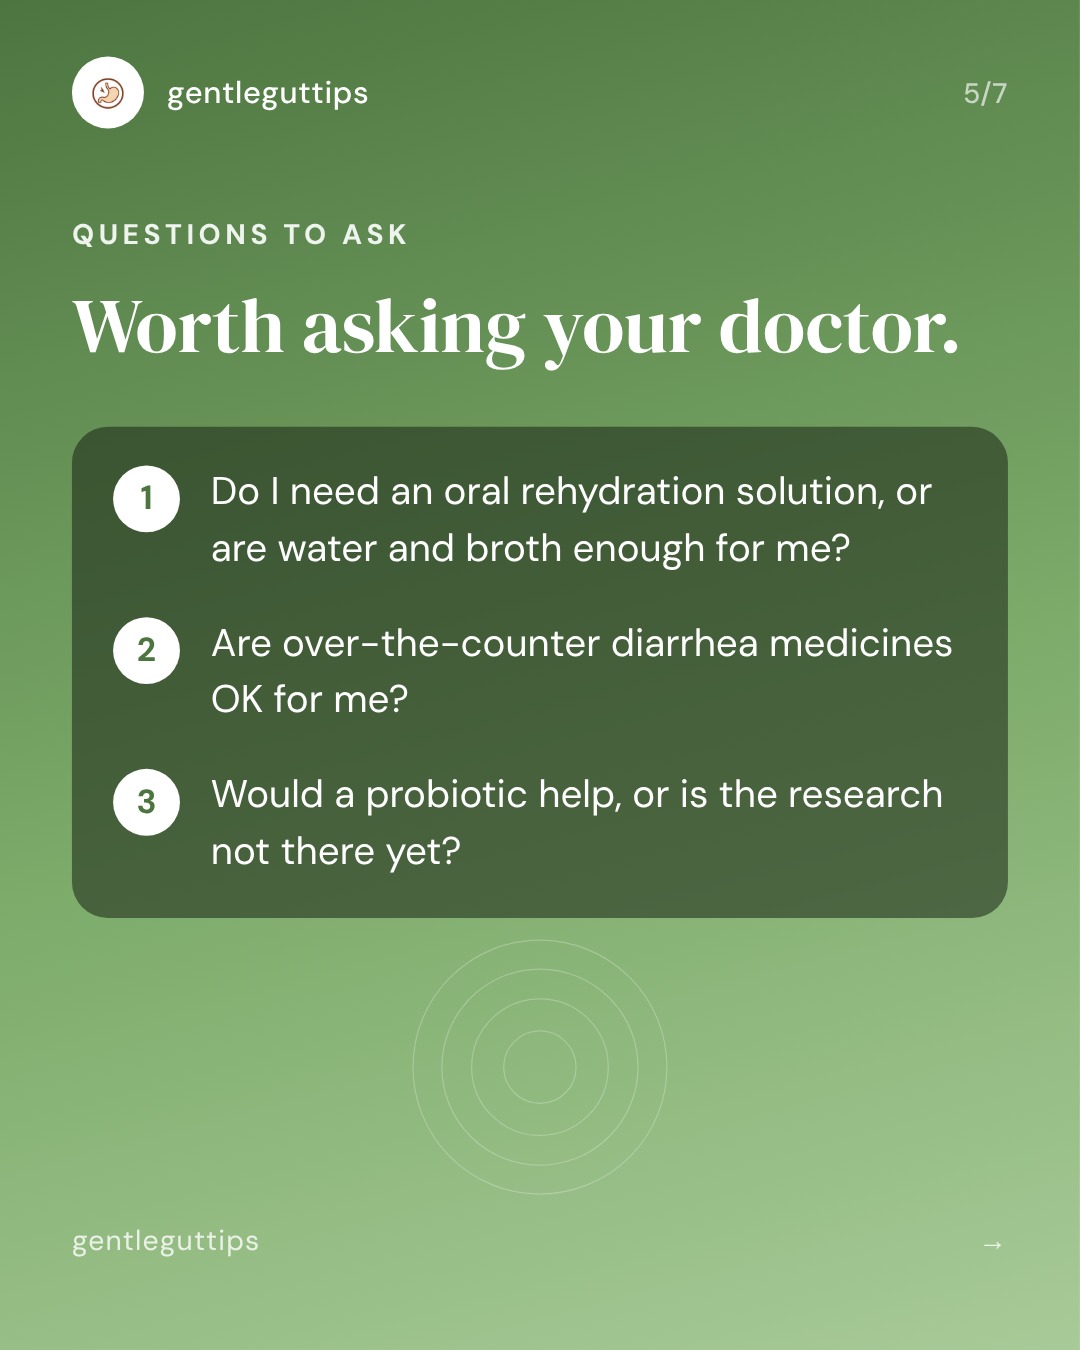 gentleguttips
5/7
QUESTIONS TO ASK
Worth asking your doctor.
1
Do I need an oral rehydration solution, or
are water and broth enough for me?
2
Are over-the-counter diarrhea medicines
OK for me?
3
Would a probiotic help, or is the research
not there yet?
gentleguttips
→